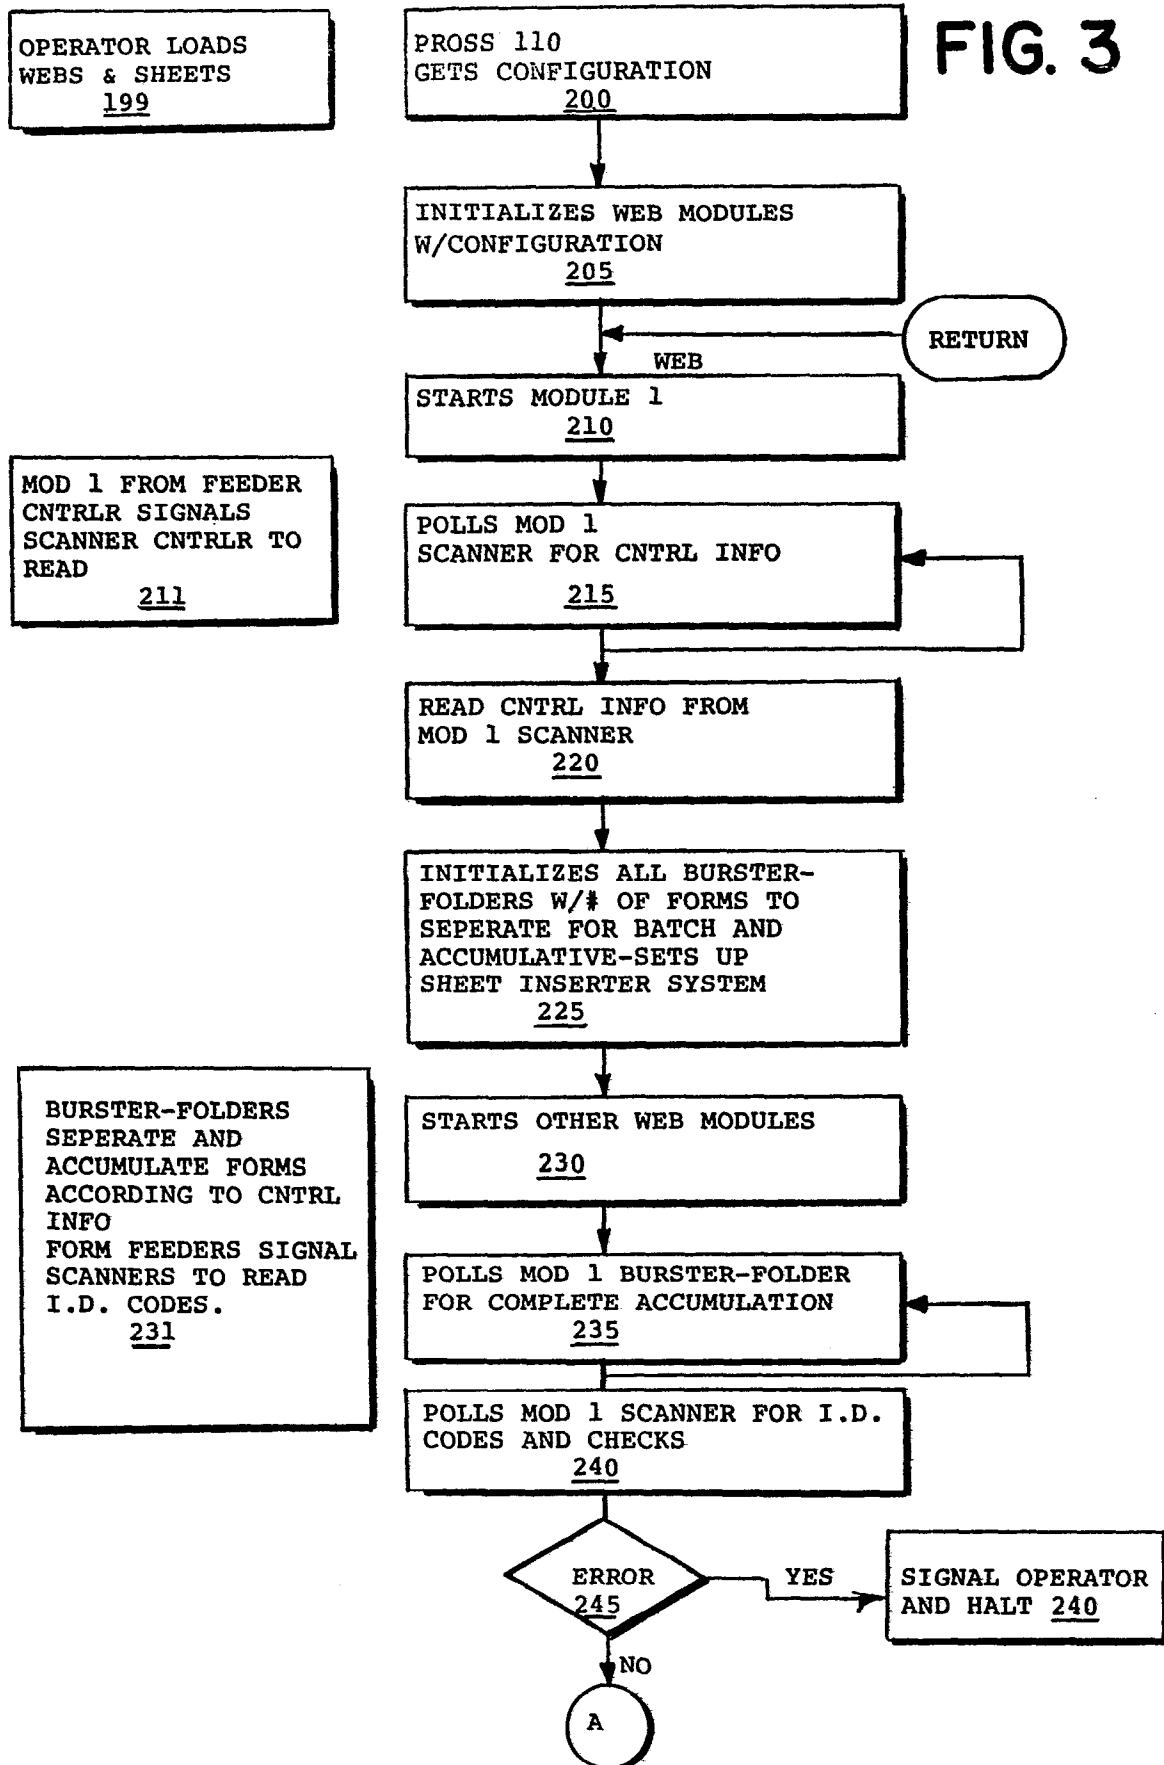 FIG. 3
OPERATOR LOADS
WEBS & SHEETS
199
PROSS 110
GETS CONFIGURATION
200
INITIALIZES WEB MODULES
W/CONFIGURATION
205
RETURN
WEB
STARTS MODULE 1
210
MOD 1 FROM FEEDER
CNTRLR SIGNALS
SCANNER CNTRLR TO
READ
211
POLLS MOD 1
SCANNER FOR CNTRL INFO
215
READ CNTRL INFO FROM
MOD 1 SCANNER
220
INITIALIZES ALL BURSTER-
FOLDERS W/# OF FORMS TO
SEPERATE FOR BATCH AND
ACCUMULATIVE-SETS UP
SHEET INSERTER SYSTEM
225
BURSTER-FOLDERS
SEPERATE AND
ACCUMULATE FORMS
ACCORDING TO CNTRL
INFO
FORM FEEDERS SIGNAL
SCANNERS TO READ
I.D. CODES.
231
STARTS OTHER WEB MODULES
230
POLLS MOD 1 BURSTER-FOLDER
FOR COMPLETE ACCUMULATION
235
POLLS MOD 1 SCANNER FOR I.D.
CODES AND CHECKS
240
ERROR
245
YES
SIGNAL OPERATOR
AND HALT 240
NO
A